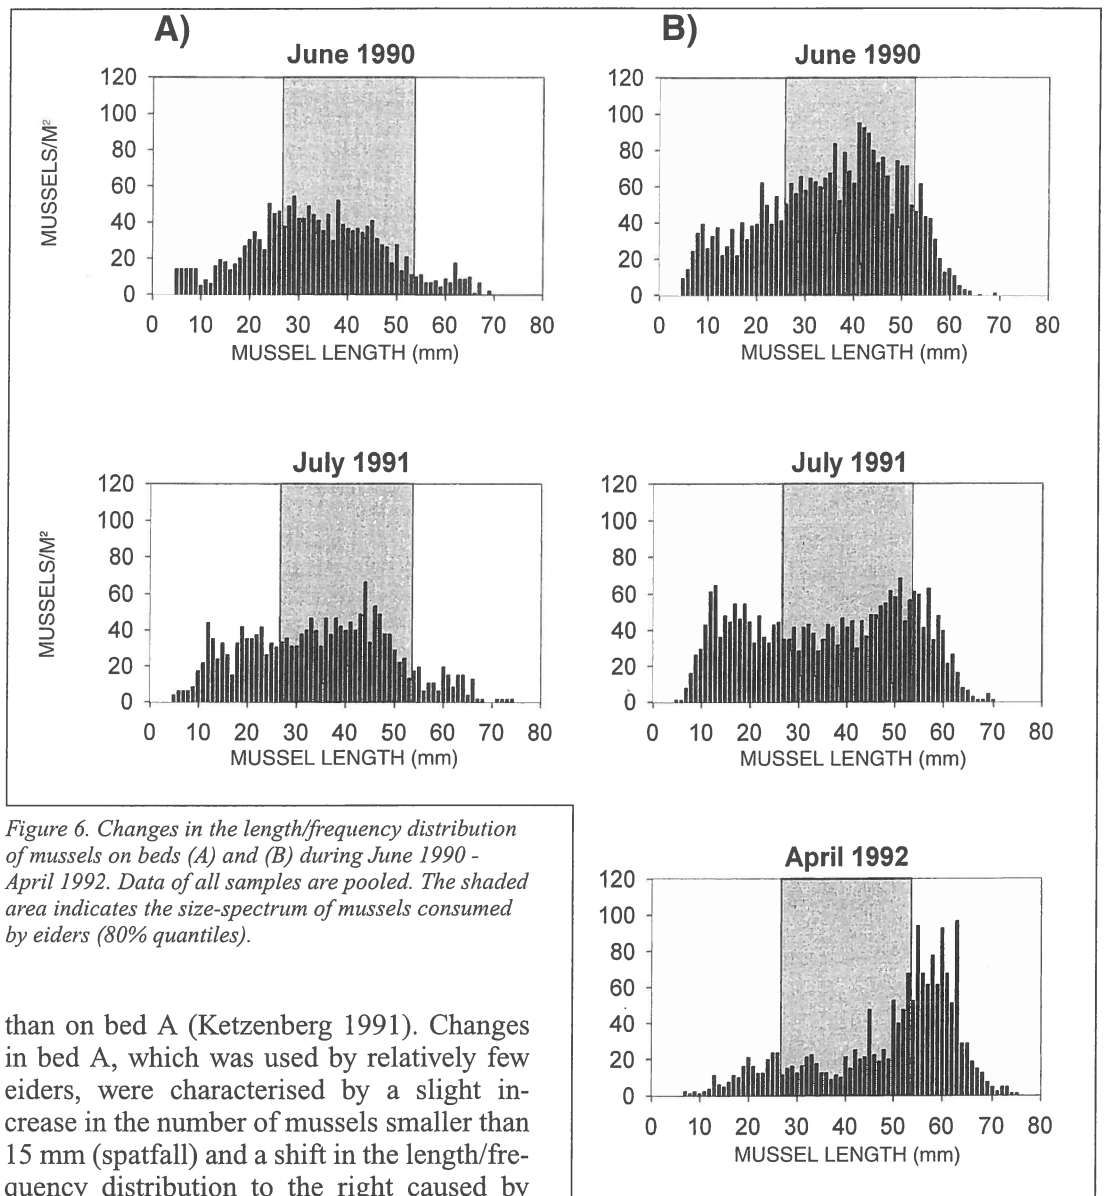 A)
June 1990
120
100
80
60
40
20
0
MUSSELS/M²
0 10 20 30 40 50 60 70 80
MUSSEL LENGTH (mm)
B)
June 1990
120
100
80
60
40
20
0
0 10 20 30 40 50 60 70 80
MUSSEL LENGTH (mm)
July 1991
120
100
80
60
40
20
0
MUSSELS/M²
0 10 20 30 40 50 60 70 80
MUSSEL LENGTH (mm)
July 1991
120
100
80
60
40
20
0
0 10 20 30 40 50 60 70 80
MUSSEL LENGTH (mm)
April 1992
120
100
80
60
40
20
0
0 10 20 30 40 50 60 70 80
MUSSEL LENGTH (mm)
Figure 6. Changes in the length/frequency distribution
of mussels on beds (A) and (B) during June 1990 -
April 1992. Data of all samples are pooled. The shaded
area indicates the size-spectrum of mussels consumed
by eiders (80% quantiles).
than on bed A (Ketzenberg 1991). Changes
in bed A, which was used by relatively few
eiders, were characterised by a slight in-
crease in the number of mussels smaller than
15 mm (spatfall) and a shift in the length/fre-
quency distribution to the right caused by